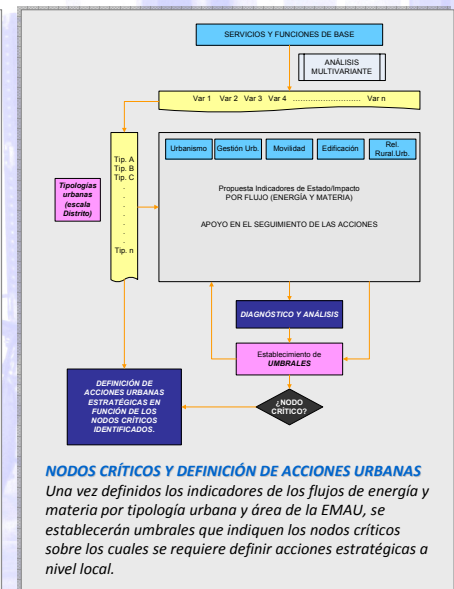 SERVICIOS Y FUNCIONES DE BASE
ANÁLISIS
MULTIVARIANTE
Var 1 Var 2 Var 3 Var 4 ............................ Var n
Tip. A
Tip. B
Tip. C
.
.
.
.
.
.
.
.
Tip. n
Tipologías
urbanas
(escala
Distrito)
Urbanismo
Gestión Urb.
Movilidad
Edificación
Rel.
Rural.Urb.
Propuesta Indicadores de Estado/Impacto
POR FLUJO (ENERGÍA Y MATERIA)
APOYO EN EL SEGUIMIENTO DE LAS ACCIONES
DIAGNÓSTICO Y ANÁLISIS
Establecimiento de
UMBRALES
¿NODO
CRÍTICO?
DEFINICIÓN DE
ACCIONES URBANAS
ESTRATÉGICAS EN
FUNCIÓN DE LOS
NODOS CRÍTICOS
IDENTIFICADOS.
NODOS CRÍTICOS Y DEFINICIÓN DE ACCIONES URBANAS
Una vez definidos los indicadores de los flujos de energía y
materia por tipología urbana y área de la EMAU, se
establecerán umbrales que indiquen los nodos críticos
sobre los cuales se requiere definir acciones estratégicas a
nivel local.